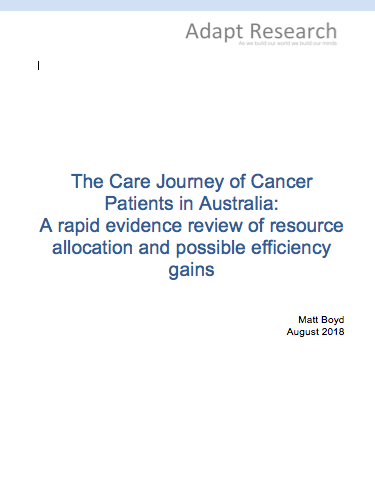 Adapt Research
As we build our world we build our minds
The Care Journey of Cancer
Patients in Australia:
A rapid evidence review of resource
allocation and possible efficiency
gains
Matt Boyd
August 2018